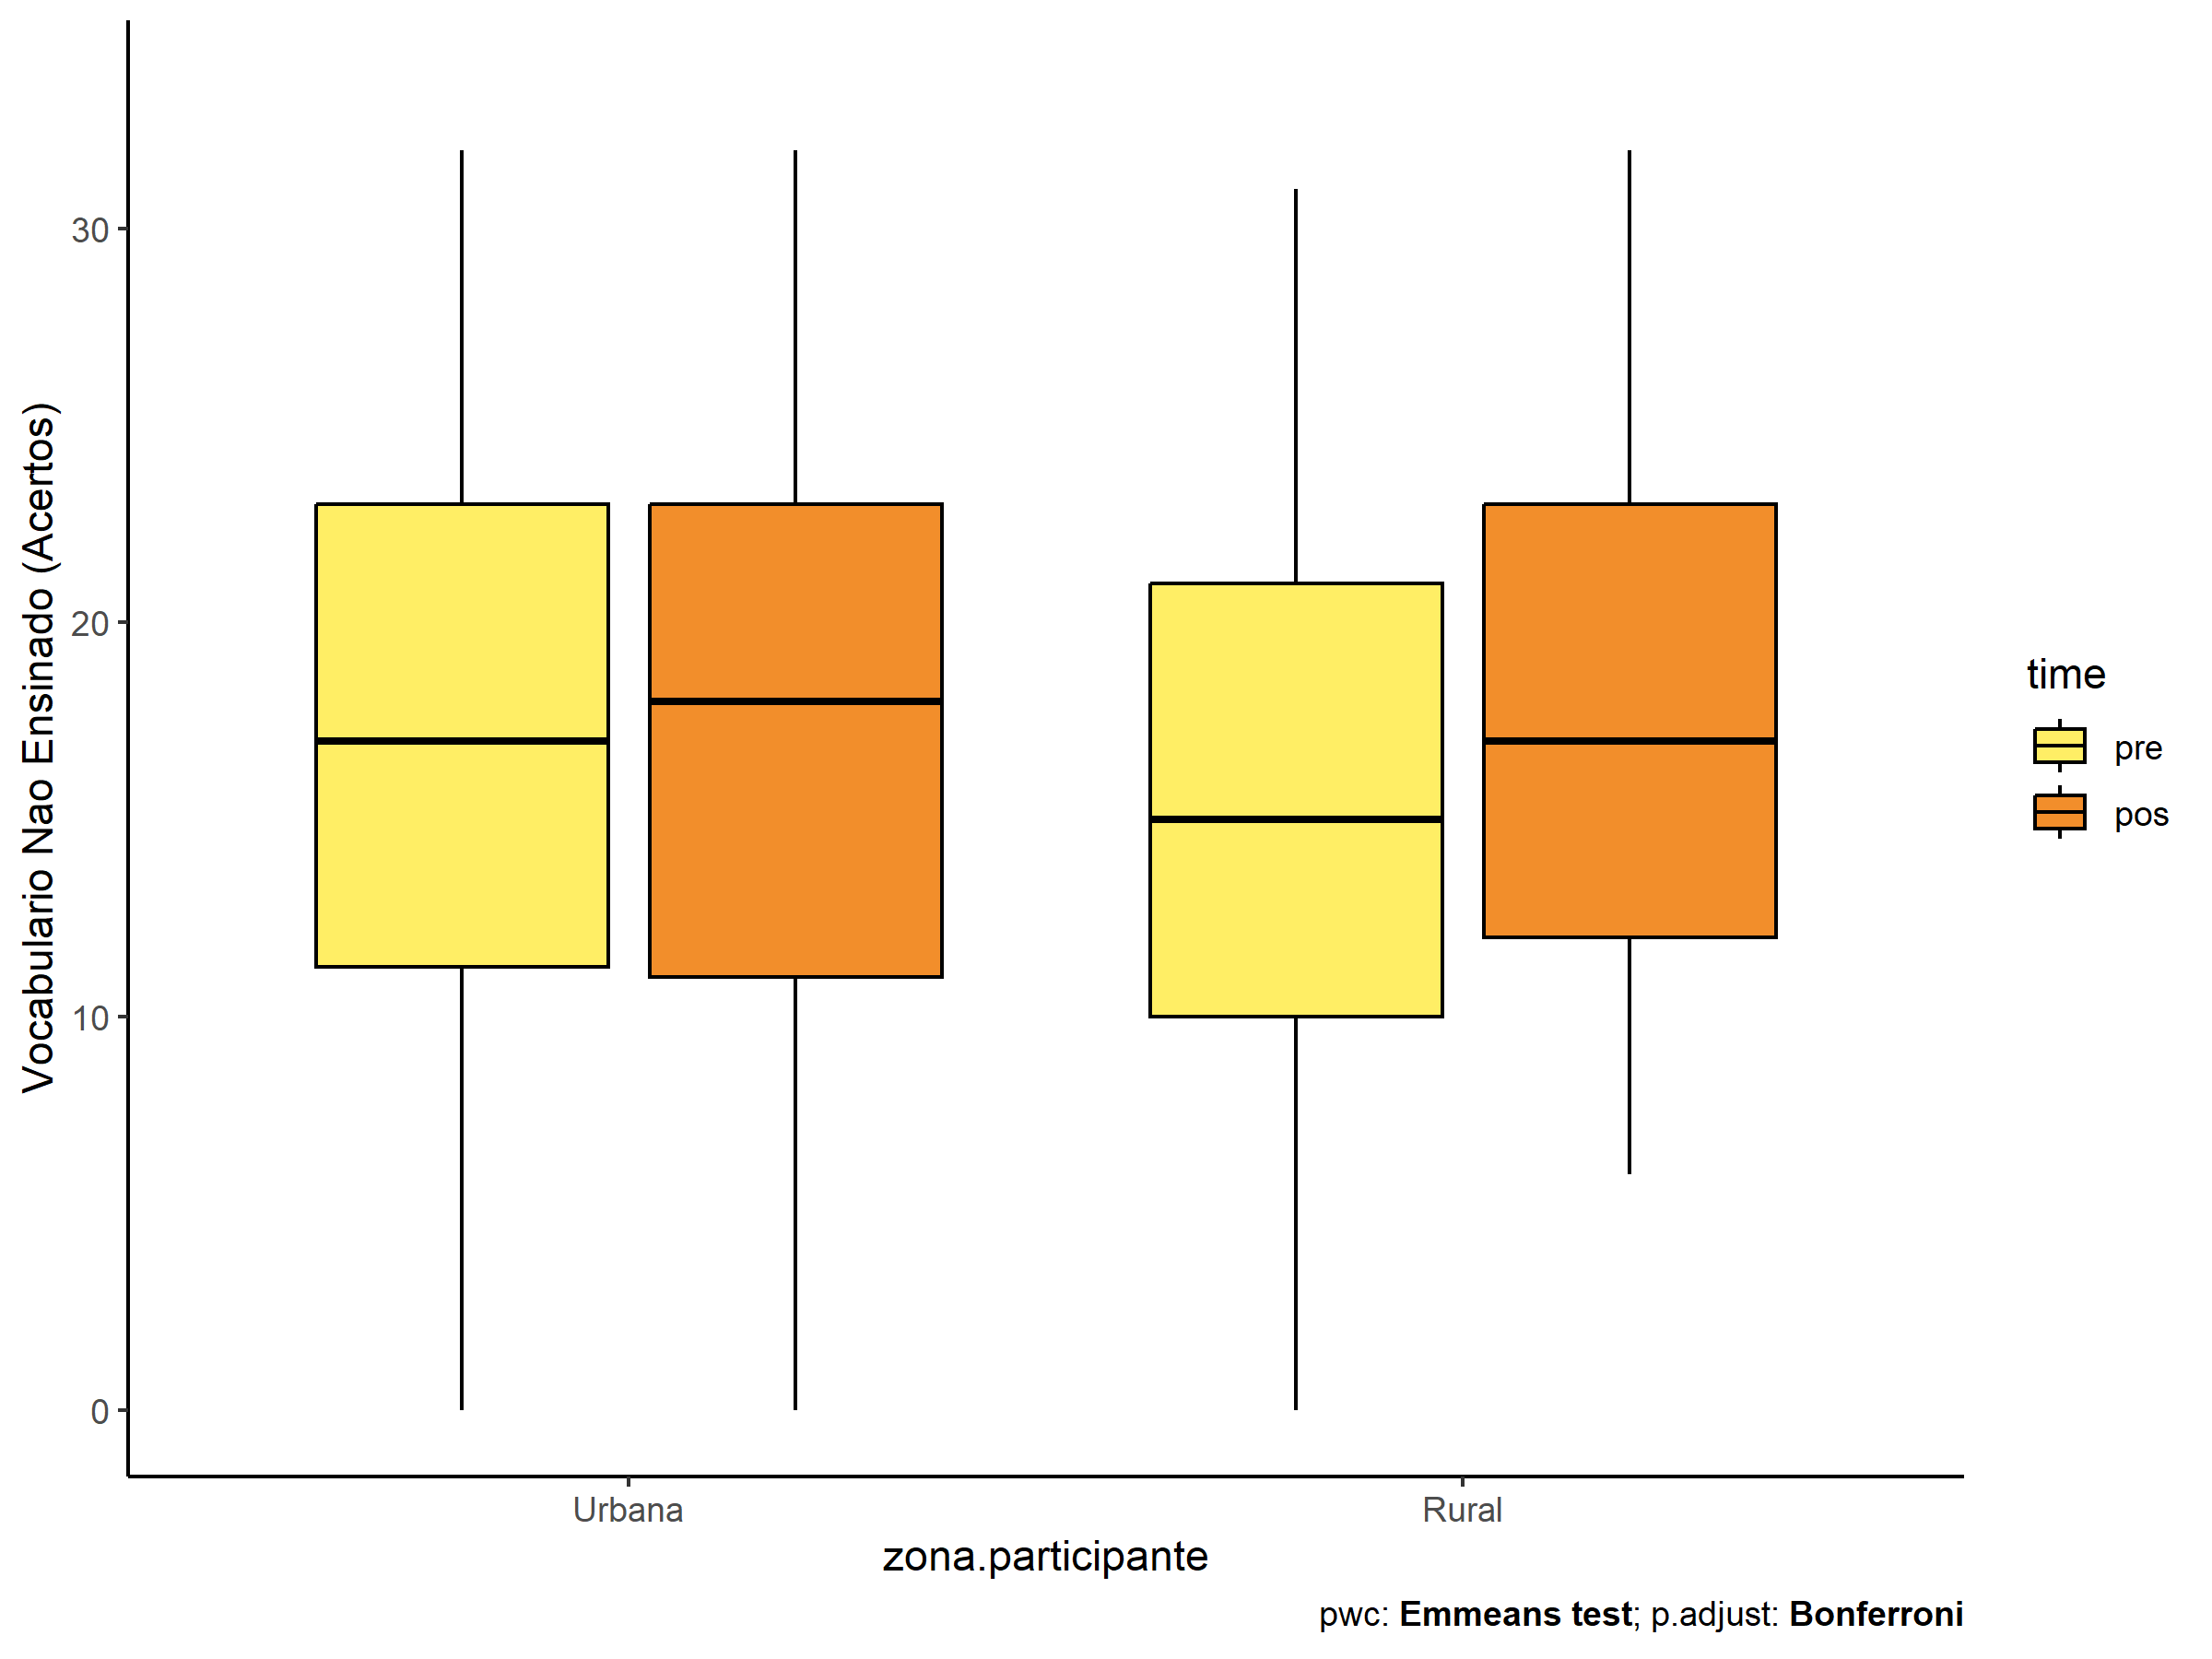 Vocabulario Nao Ensinado (Acertos)
30
20
10
0
Urbana
Rural
zona.participante
time
pre
pos
pwc: Emmeans test; p.adjust: Bonferroni